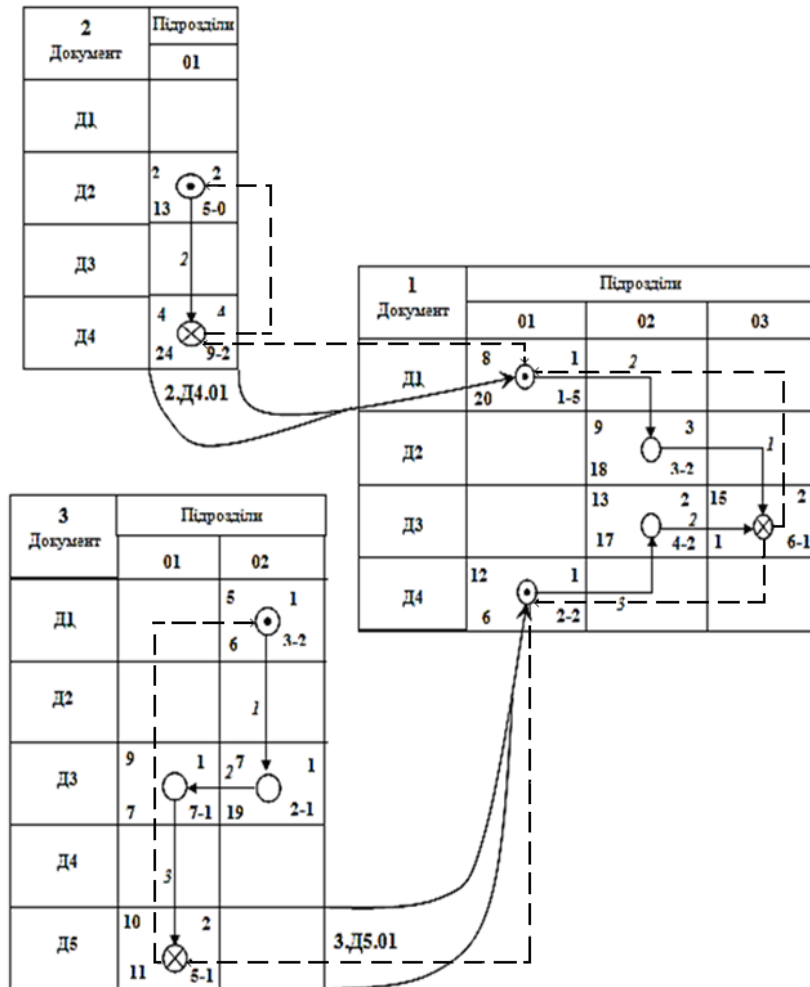 2 Підрозділи
Документ 01
Д1
2 2
Д2
13 5-0
2
Д3
4 4
Д4
24 9-2
2.Д4.01
1 Підрозділи
Документ
01 02 03
8 1 2
Д1
20 1-5
9 3 1
Д2
18 3-2
13 2 15 2
Д3 2
17 4-2 1 6-1
12 1
Д4 3
6 2-2
3 Підрозділи
Документ
01 02
5 1
Д1
6 3-2
Д2 1
9 1 2 7 1
Д3
7 7-1 19 2-1
Д4 3
10 2
Д5 3.Д5.01
11 5-1